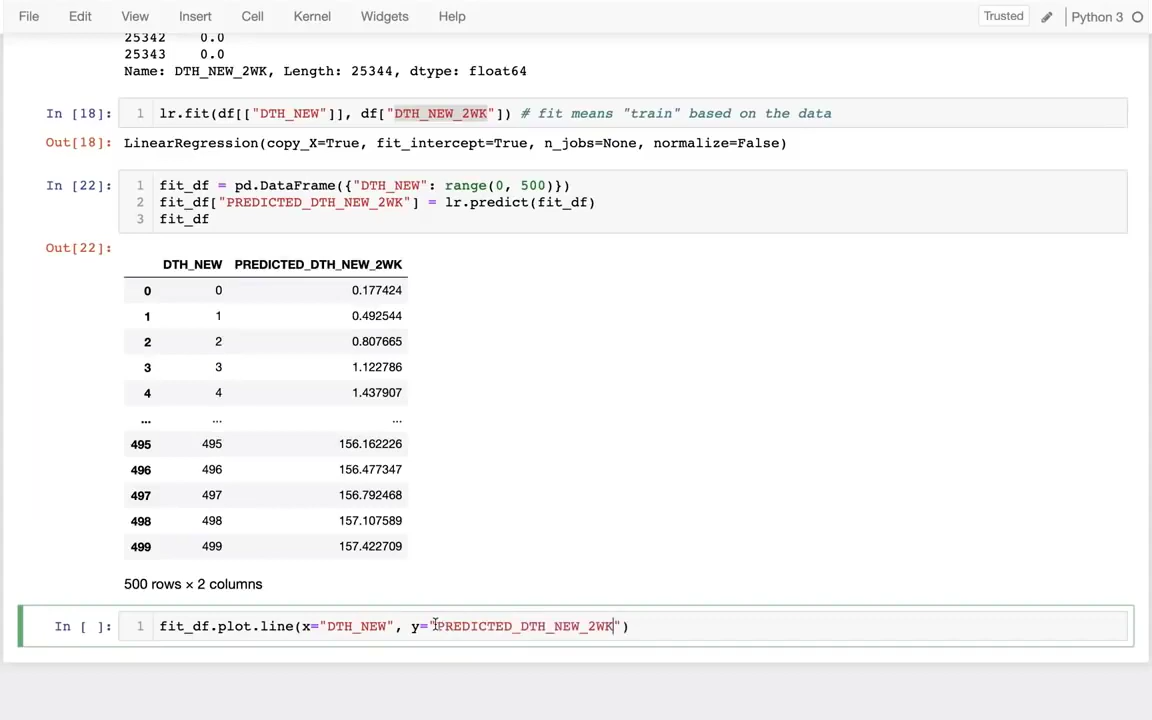 File Edit View Insert Cell Kernel Widgets Help Trusted Python 3
25342 0.0
25343 0.0
Name: DTH_NEW_2WK, Length: 25344, dtype: float64
In [18]: 1 lr.fit(df[["DTH_NEW"]], df["DTH_NEW_2WK"]) # fit means "train" based on the data
Out[18]: LinearRegression(copy_X=True, fit_intercept=True, n_jobs=None, normalize=False)
In [22]: 1 fit_df = pd.DataFrame({"DTH_NEW": range(0, 500)})
2 fit_df["PREDICTED_DTH_NEW_2WK"] = lr.predict(fit_df)
3 fit_df
Out[22]:
DTH_NEW PREDICTED_DTH_NEW_2WK
0 0 0.177424
1 1 0.492544
2 2 0.807665
3 3 1.122786
4 4 1.437907
... ... ...
495 495 156.162226
496 496 156.477347
497 497 156.792468
498 498 157.107589
499 499 157.422709
500 rows × 2 columns
In [ ]: 1 fit_df.plot.line(x="DTH_NEW", y="PREDICTED_DTH_NEW_2WK")